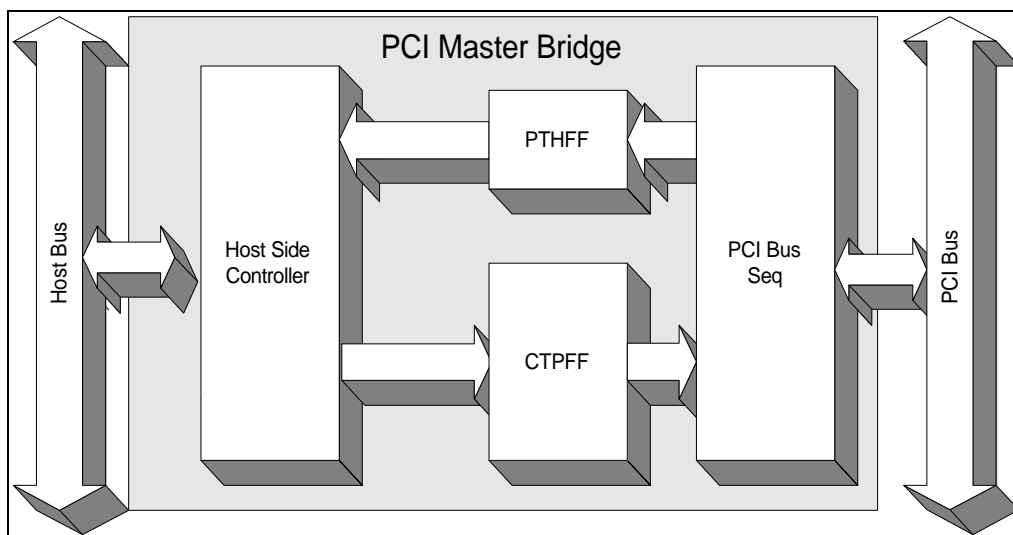 PCI Master Bridge
Host Bus
Host Side
Controller
PTHFF
CTPFF
PCI Bus
Seq
PCI Bus